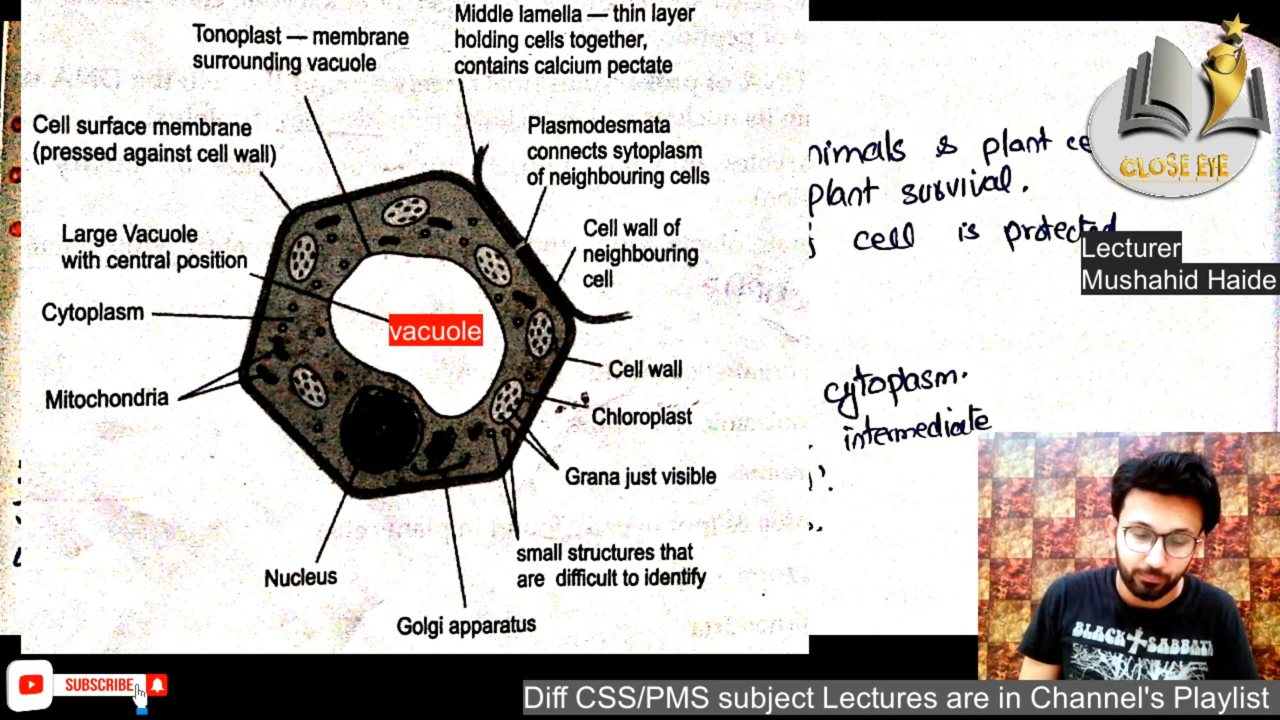 Tonoplast — membrane
surrounding vacuole
Middle lamella — thin layer
holding cells together,
contains calcium pectate
Cell surface membrane
(pressed against cell wall)
Plasmodesmata
connects sytoplasm
of neighbouring cells
Large Vacuole
with central position
Cell wall of
neighbouring
cell
Cytoplasm
vacuole
Mitochondria
Cell wall
Chloroplast
Grana just visible
small structures that
are difficult to identify
Nucleus
Golgi apparatus
nimals & plant ce
plant survival.
cell is protected
cytoplasm.
intermediate
CLOSE EYE
Lecturer
Mushahid Haide
SUBSCRIBE
BLACK SABBATH
Diff CSS/PMS subject Lectures are in Channel's Playlist